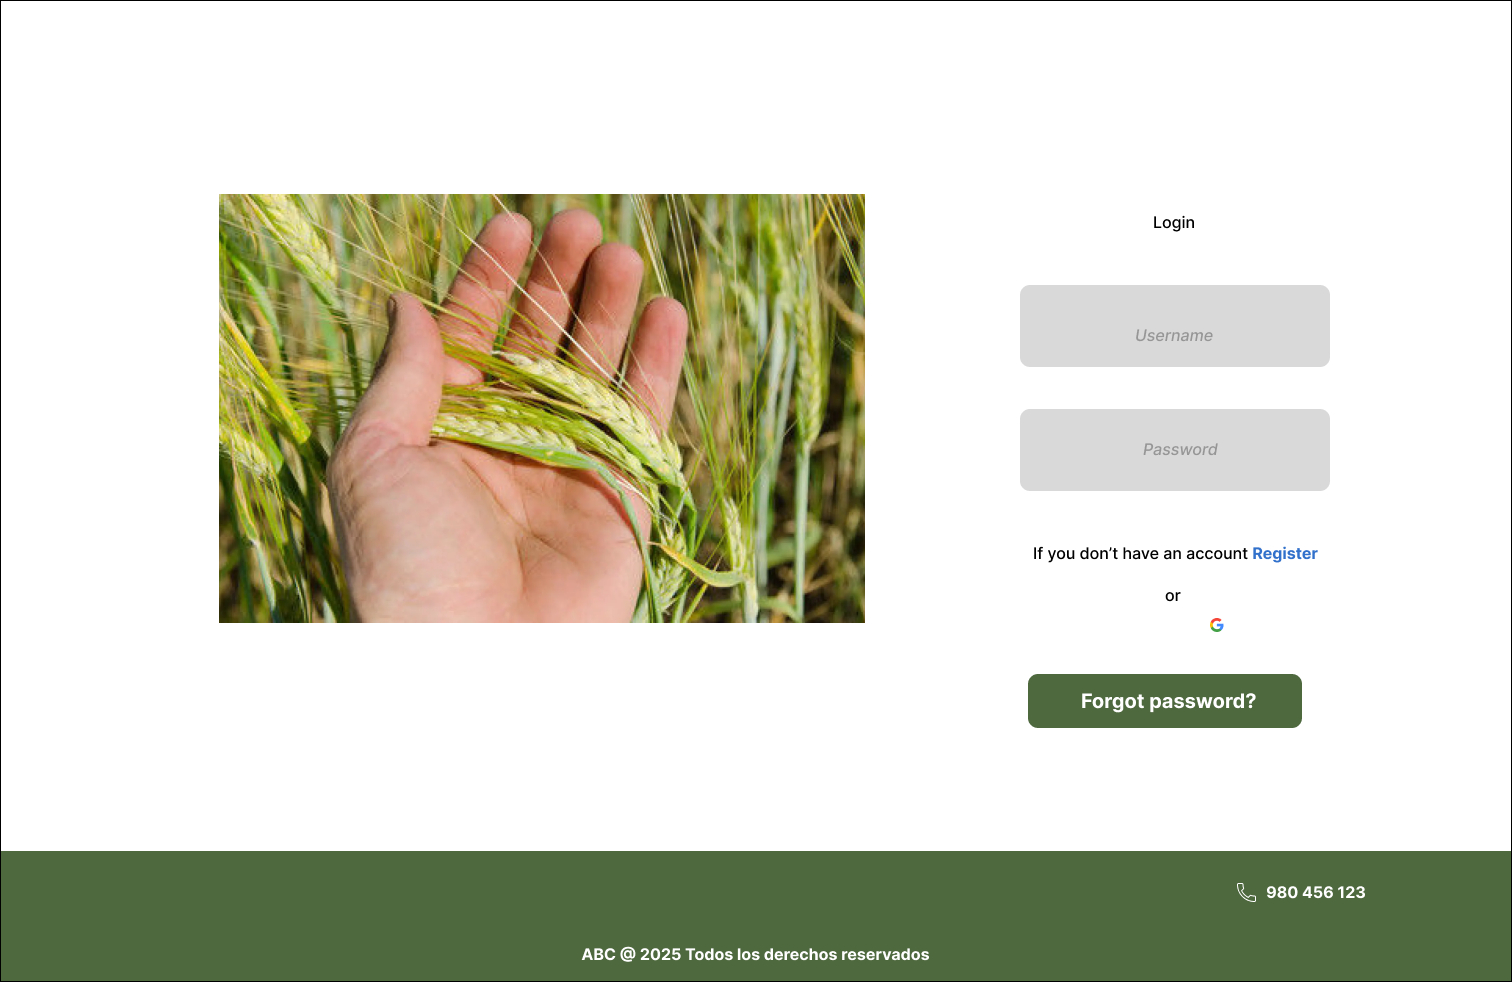 Login
Username
Password
If you don’t have an account Register
or
Forgot password?
980 456 123
ABC @ 2025 Todos los derechos reservados